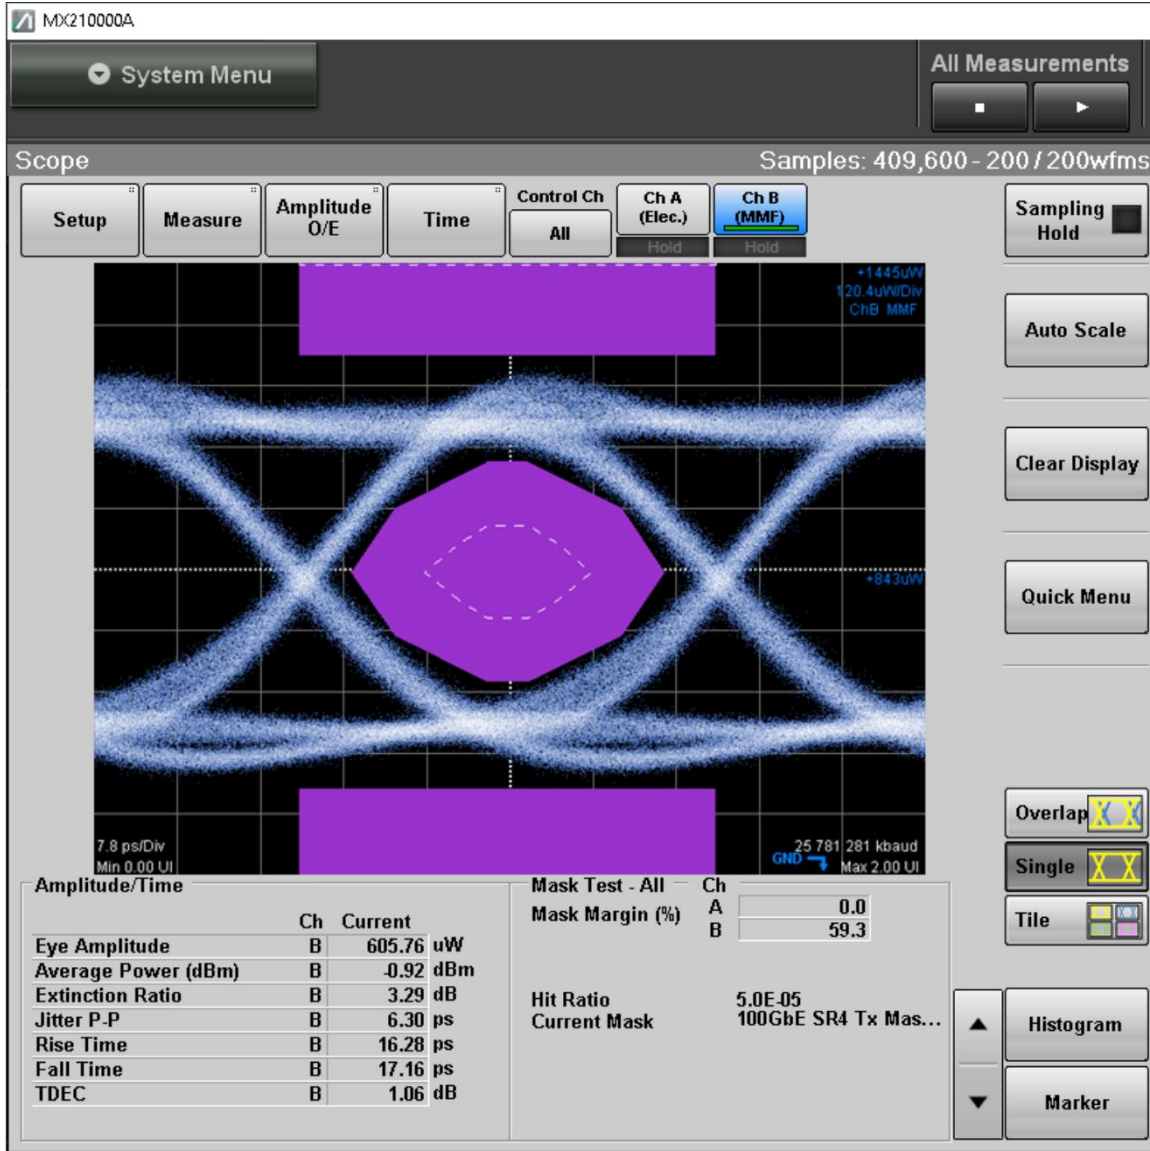 MX210000A
System Menu
All Measurements
Scope
Samples: 409,600 - 200 / 200wfms
Setup
Measure
Amplitude
O/E
Time
Control Ch
All
Ch A
(Elec.)
Hold
Ch B
(MMF)
Hold
Sampling
Hold
+1445uW
120.4uW/Div
ChB MMF
Auto Scale
Clear Display
+843uW
Quick Menu
7.8 ps/Div
Min 0.00 UI
25 781 281 kbaud
GND
Max 2.00 UI
Overlap
Single
Tile
Amplitude/Time
Ch Current
Eye Amplitude B 605.76 uW
Average Power (dBm) B -0.92 dBm
Extinction Ratio B 3.29 dB
Jitter P-P B 6.30 ps
Rise Time B 16.28 ps
Fall Time B 17.16 ps
TDEC B 1.06 dB
Mask Test - All Ch
Mask Margin (%) A 0.0
B 59.3
Hit Ratio 5.0E-05
Current Mask 100GbE SR4 Tx Mas...
Histogram
Marker